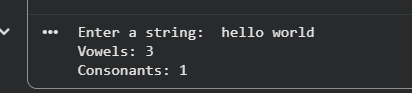 Enter a string:  hello world
Vowels: 3
Consonants: 1